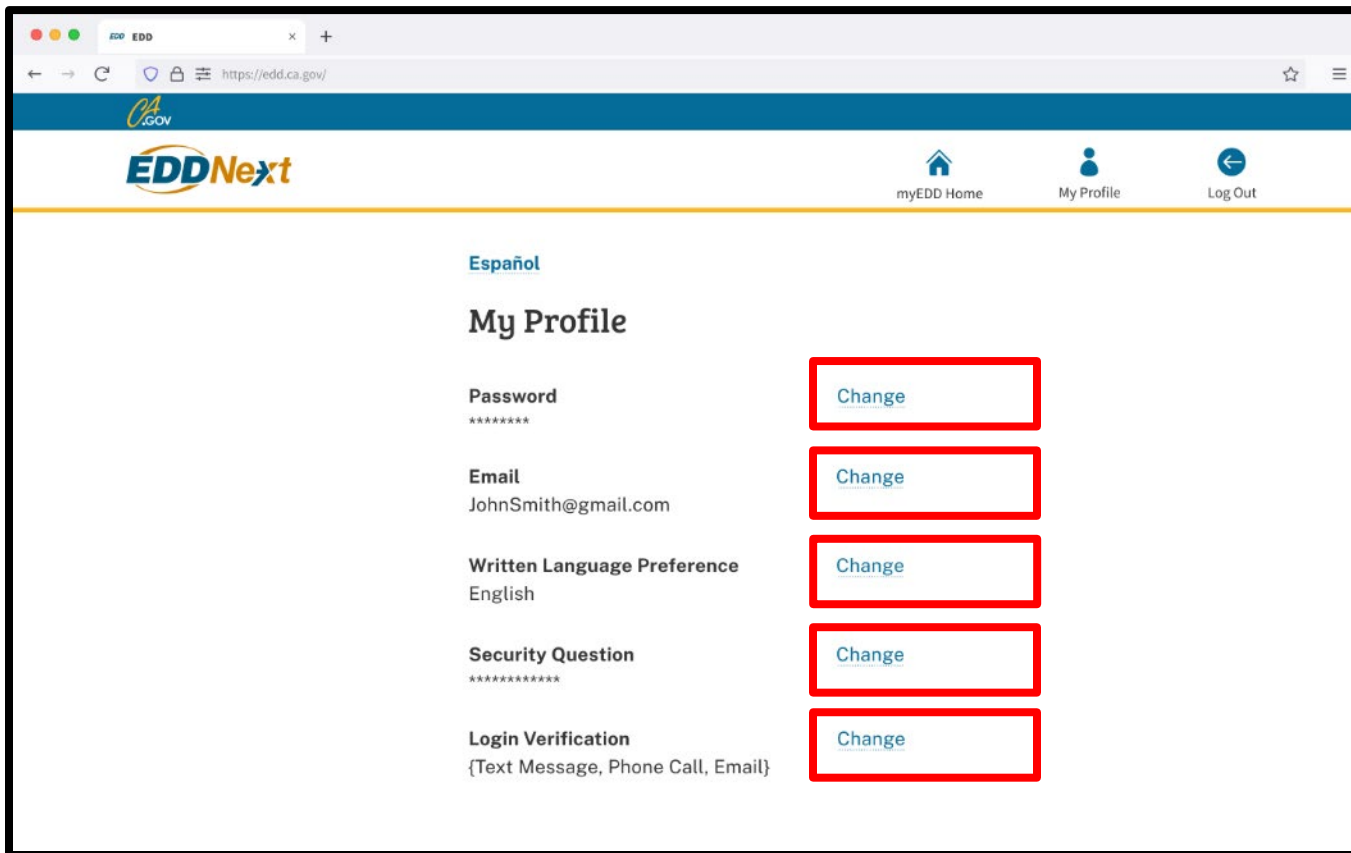 EDD EDD
https://edd.ca.gov/
CA.GOV
EDDNext
myEDD Home My Profile Log Out
Español
My Profile
Password Change
********
Email Change
JohnSmith@gmail.com
Written Language Preference Change
English
Security Question Change
************
Login Verification Change
{Text Message, Phone Call, Email}